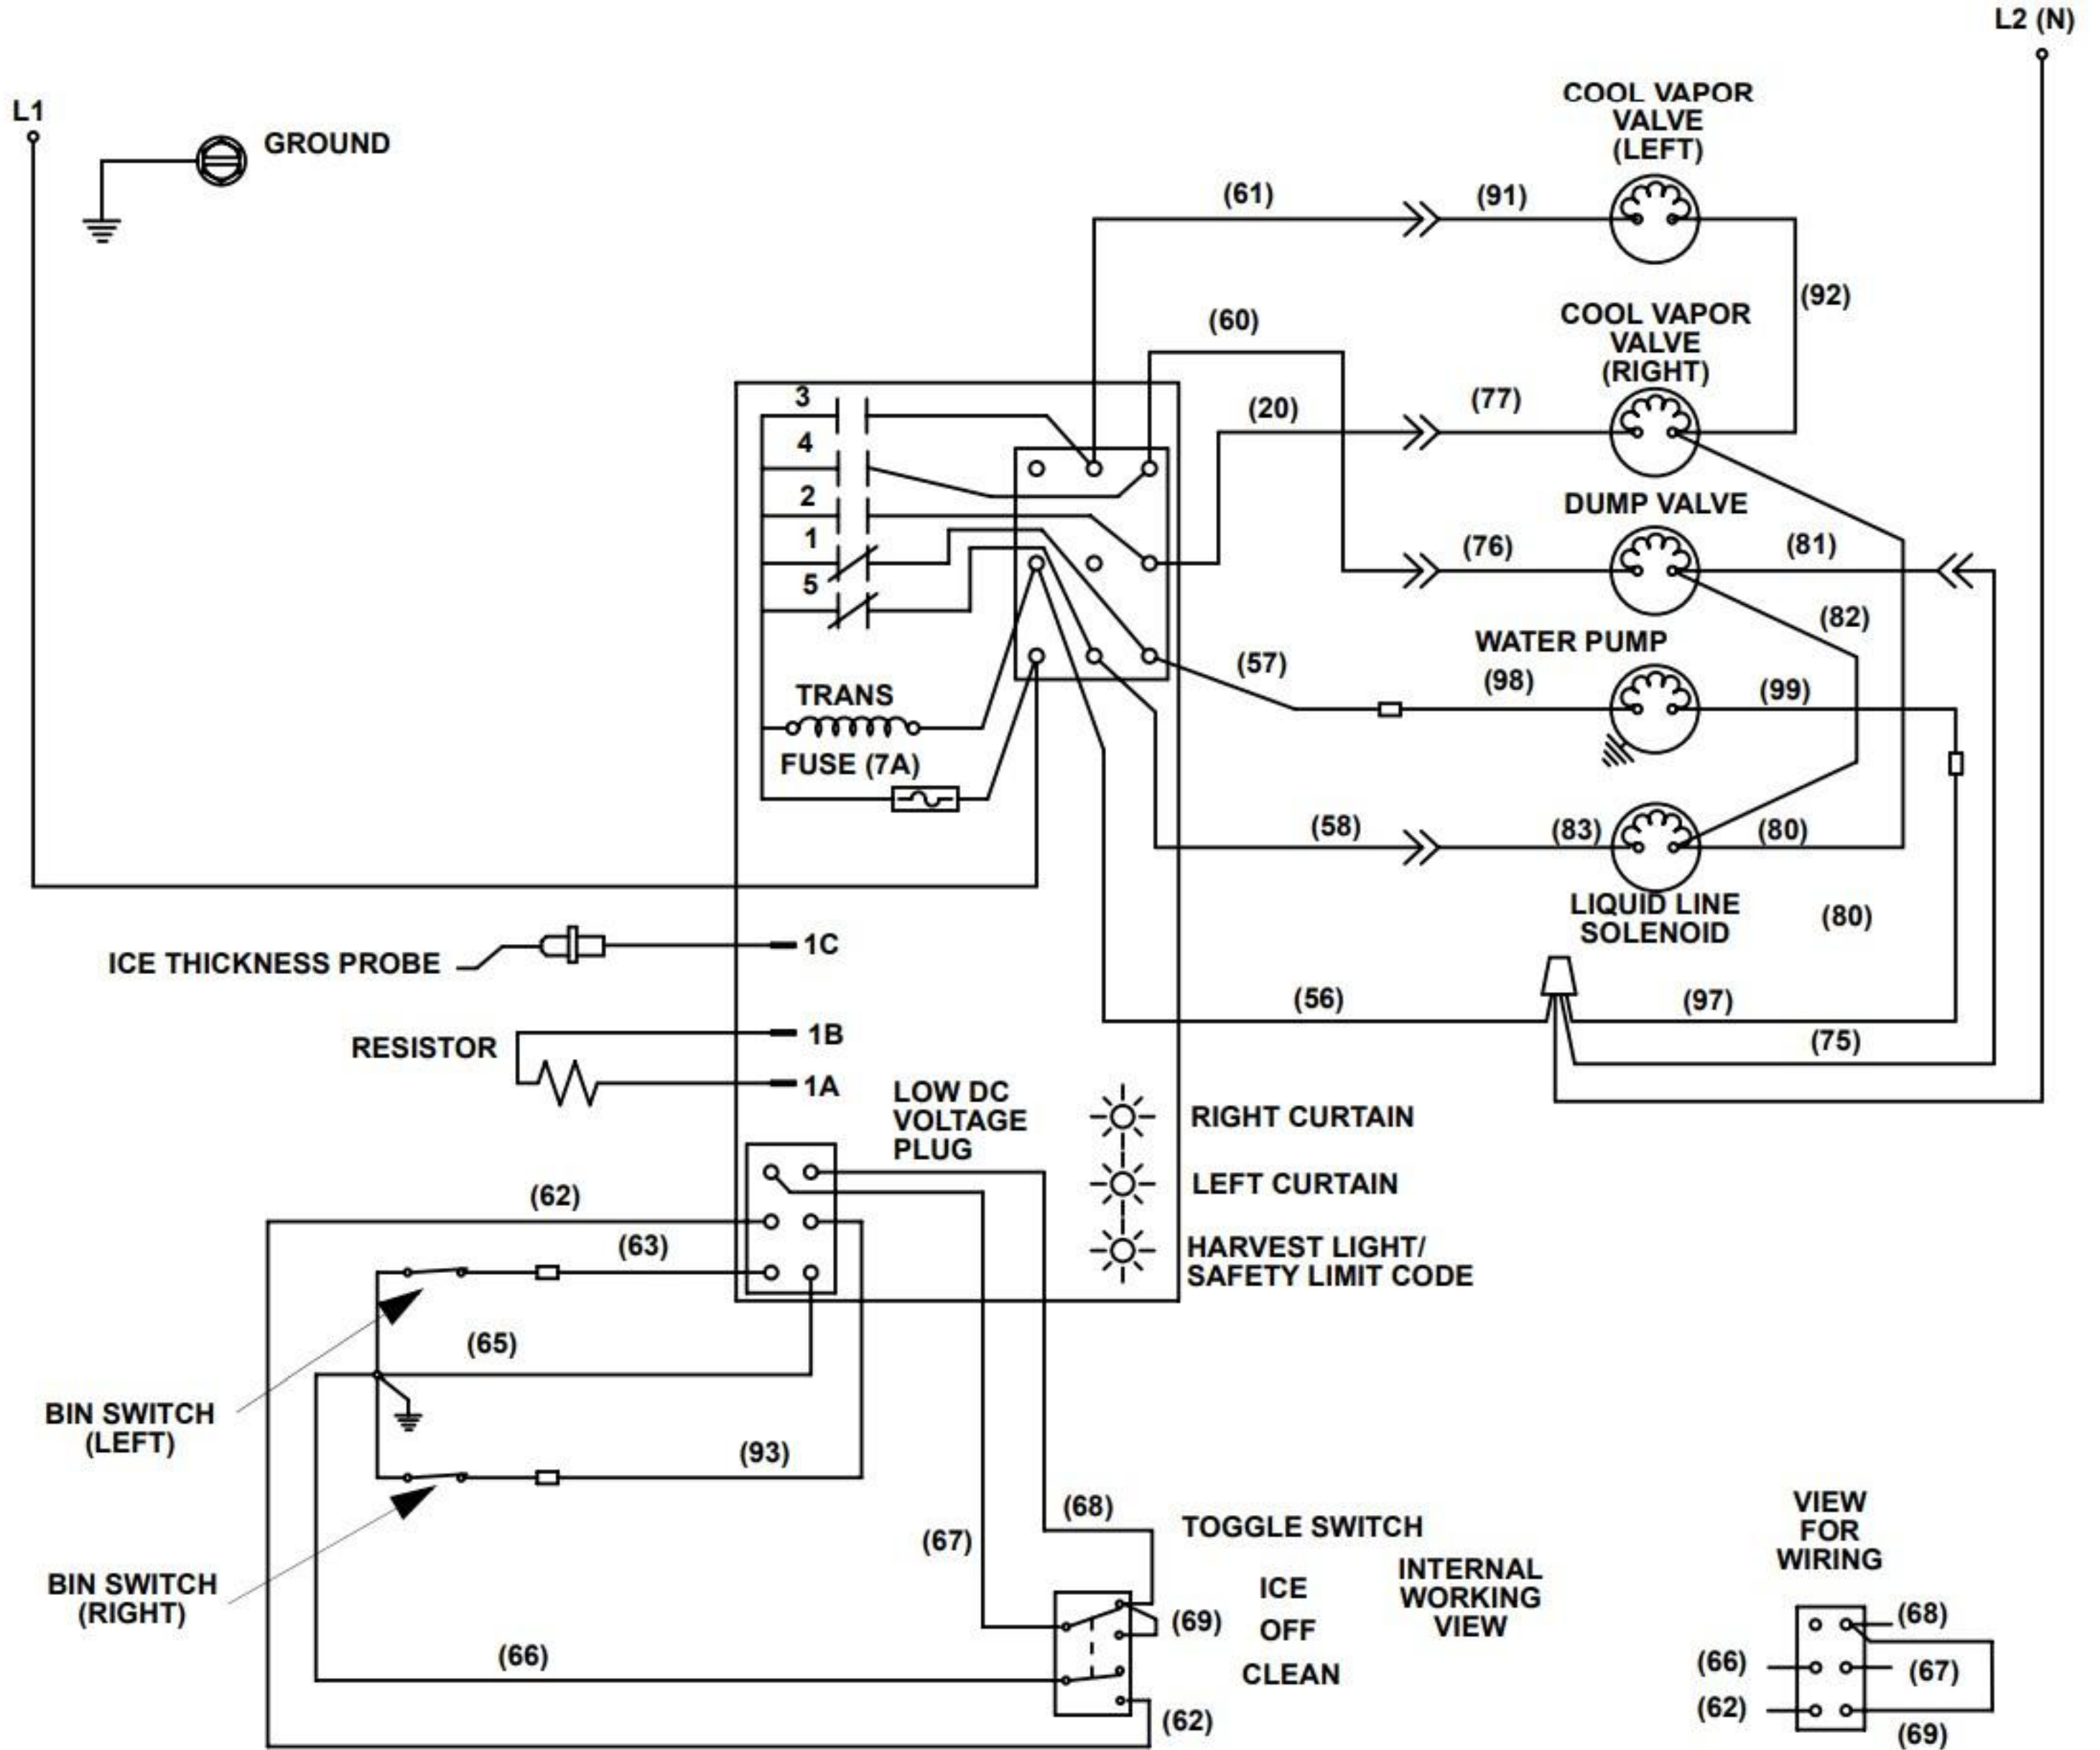 L2 (N)
L1
GROUND
COOL VAPOR
VALVE
(LEFT)
(61)
(91)
(92)
COOL VAPOR
VALVE
(RIGHT)
(60)
(20)
(77)
3
4
2
1
5
DUMP VALVE
(76)
(81)
(82)
WATER PUMP
(57)
(98)
(99)
TRANS
FUSE (7A)
(58)
(83)
(80)
LIQUID LINE
SOLENOID
(80)
ICE THICKNESS PROBE
1C
(56)
(97)
(75)
RESISTOR
1B
1A
LOW DC
VOLTAGE
PLUG
RIGHT CURTAIN
LEFT CURTAIN
HARVEST LIGHT/
SAFETY LIMIT CODE
(62)
(63)
(65)
BIN SWITCH
(LEFT)
(93)
BIN SWITCH
(RIGHT)
(66)
(67)
(68)
TOGGLE SWITCH
ICE
OFF
CLEAN
(69)
(62)
INTERNAL
WORKING
VIEW
VIEW
FOR
WIRING
(68)
(66)
(67)
(62)
(69)